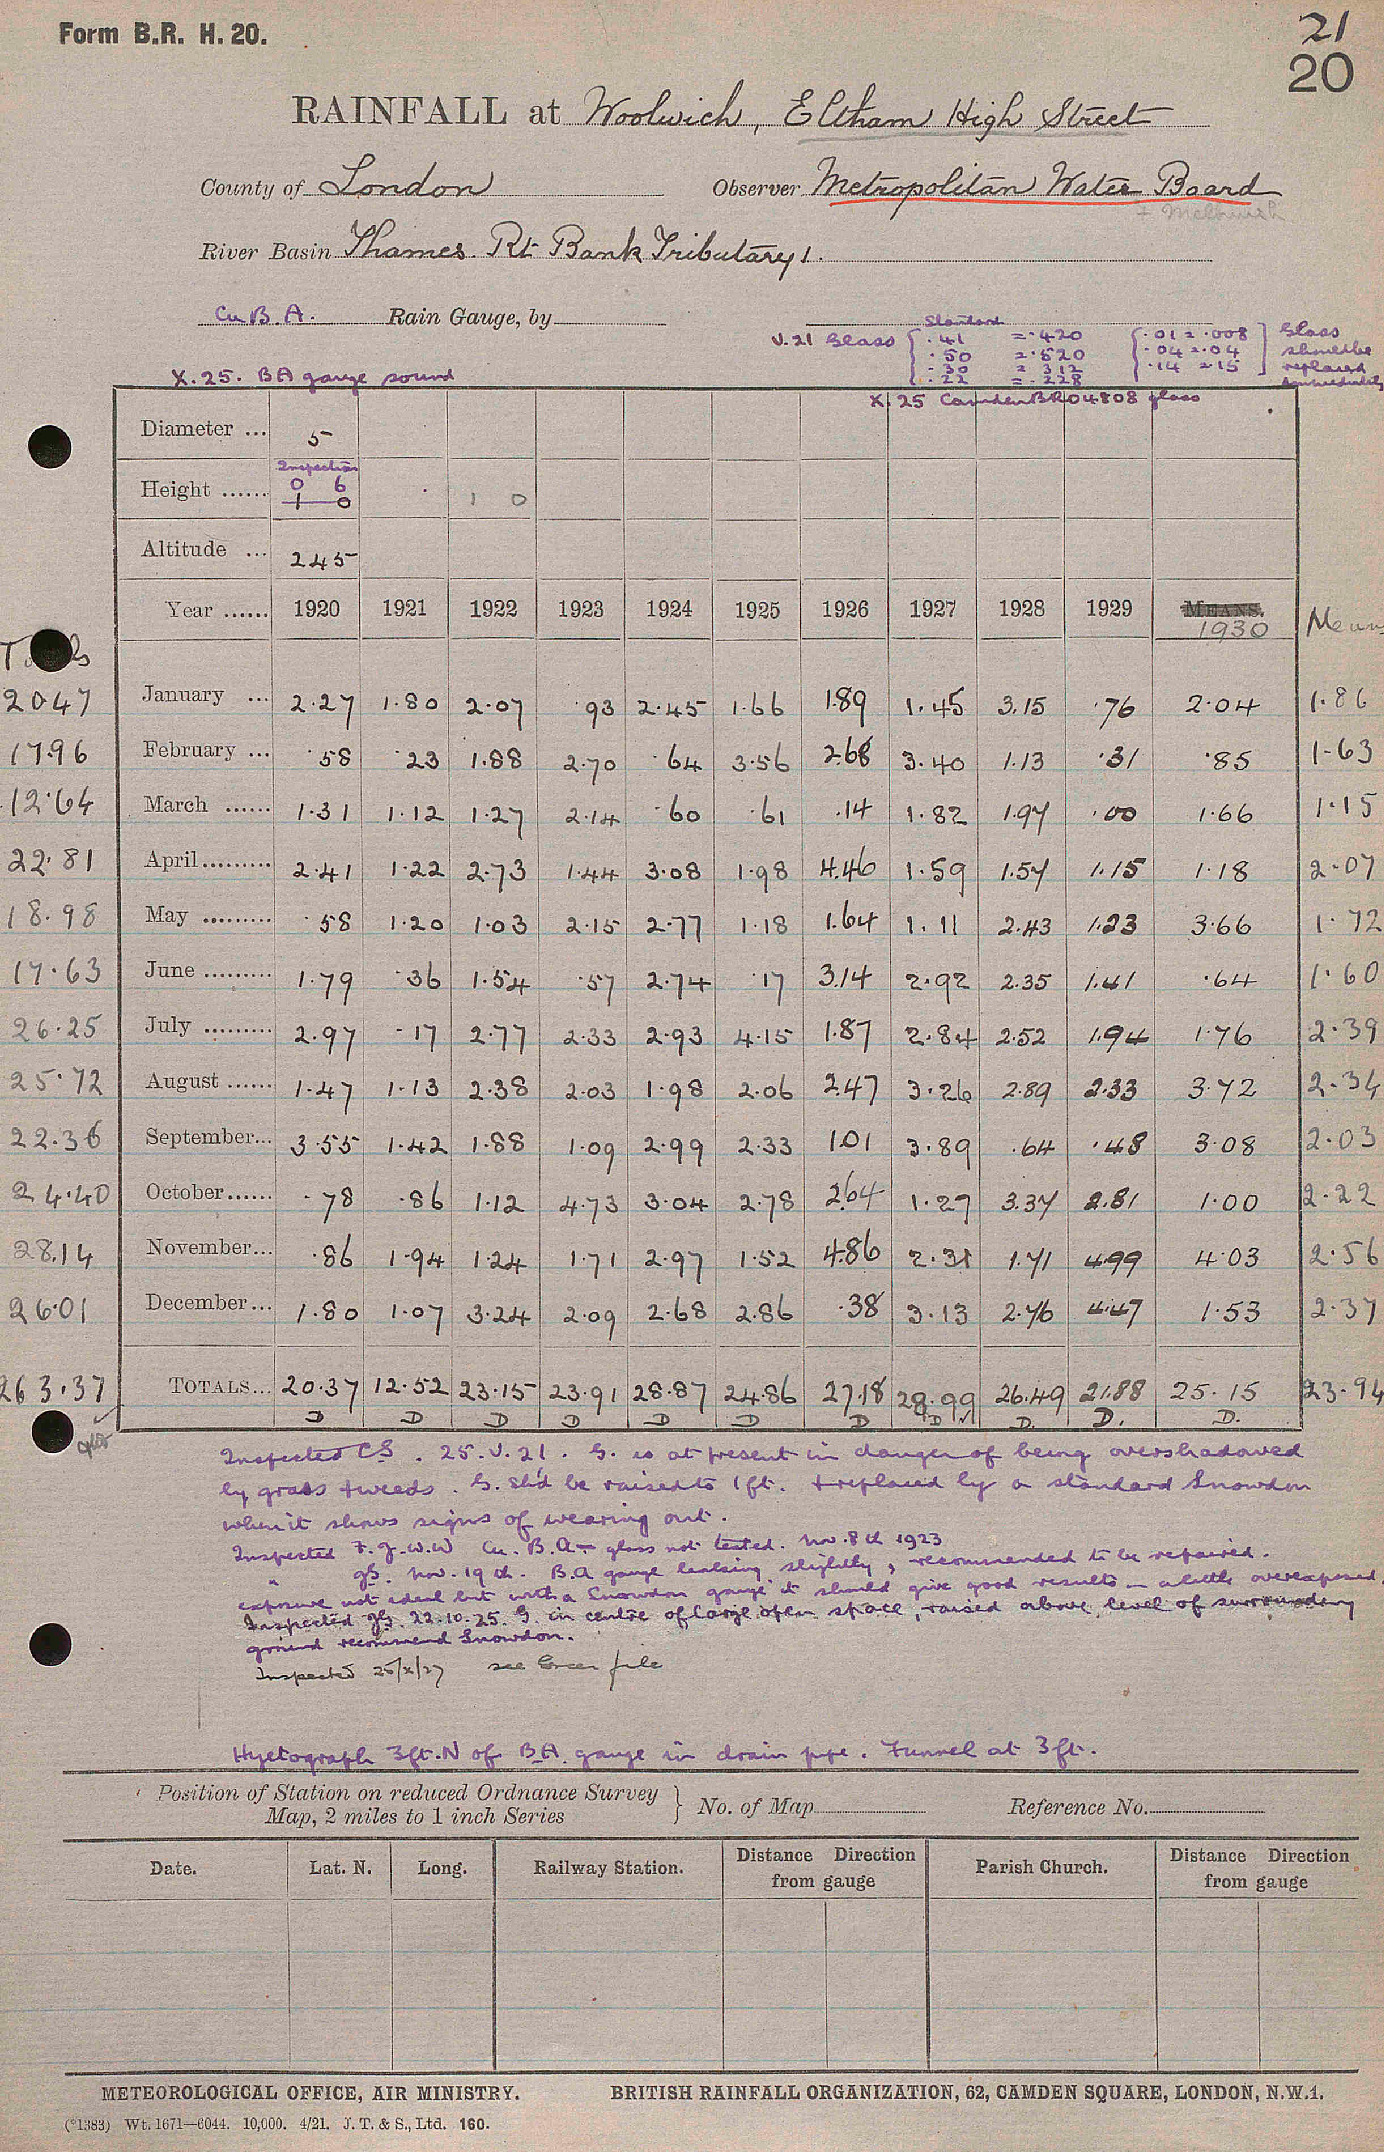 Form B.R. H. 20.
21
20
RAINFALL at Woolwich, Eltham High Street
County of London Observer Metropolitan Water Board
River Basin Thames Rt Bank Tributary 1.
Cu B.A. Rain Gauge, by
V.21 Glass Standard
.41 = .420 .01 = .008 Glass
.50 = .520 .04 = .04 should be
.30 = .312 .14 = .15 replaced
.22 = .228 immediately
X.25. BA gauge sound
X.25 Camden BR04808 glass
Diameter ... 5
Inspection
0 6
Height ...... 1 0 1 0
Altitude ... 245
Year ...... 1920 1921 1922 1923 1924 1925 1926 1927 1928 1929 MEANS. 1930 Means
20.47 January ... 2.27 1.80 2.07 .93 2.45 1.66 1.89 1.45 3.15 .76 2.04 1.86
17.96 February ... .58 .23 1.88 2.70 .64 3.56 2.68 3.40 1.13 .31 .85 1.63
12.64 March ...... 1.31 1.12 1.27 2.14 .60 .61 .14 1.82 1.97 .00 1.66 1.15
22.81 April......... 2.41 1.22 2.73 1.44 3.08 1.98 4.46 1.59 1.57 1.15 1.18 2.07
18.98 May ......... .58 1.20 1.03 2.15 2.77 1.18 1.64 1.11 2.43 1.23 3.66 1.72
17.63 June ......... 1.79 .36 1.54 .57 2.74 .17 3.14 2.92 2.35 1.41 .64 1.60
26.25 July ......... 2.97 .17 2.77 2.33 2.93 4.15 1.87 2.84 2.52 1.94 1.76 2.39
25.72 August ...... 1.47 1.13 2.38 2.03 1.98 2.06 2.47 3.26 2.89 2.33 3.72 2.34
22.36 September... 3.55 1.42 1.88 1.09 2.99 2.33 1.01 3.89 .64 .48 3.08 2.03
24.40 October...... .78 .86 1.12 4.73 3.04 2.78 2.64 1.27 3.37 2.81 1.00 2.22
28.14 November... .86 1.94 1.24 1.71 2.97 1.52 4.86 2.31 1.71 4.99 4.03 2.56
26.01 December... 1.80 1.07 3.24 2.09 2.68 2.86 .38 3.13 2.76 4.47 1.53 2.37
263.37 TOTALS... 20.37 12.52 23.15 23.91 28.87 24.86 27.18 28.99 26.49 21.88 25.15 23.94
D D D D D D D D D. D. D.
Inspected CS. 25.V.21. G. is at present in danger of being overshadowed
by grass + weeds. G. sh'd be raised to 1 ft. + replaced by a standard Snowdon
when it shows signs of wearing out.
Inspected F.J.W.W Cu. B.A - glass not tested. Nov. 8th 1923
" Nov. 19th. B.A gauge leaking slightly, recommended to be repaired.
exposure not ideal but with a Snowdon gauge it should give good results - a little overexposed.
Inspected 22.10.25. G. in centre of large open space, raised above level of surrounding
ground recommend Snowdon.
Inspected 25/X/27 see Green file
Hyetograph 3ft. N of BA. gauge in drain pipe. Funnel at 3 ft.
Position of Station on reduced Ordnance Survey
Map, 2 miles to 1 inch Series No. of Map Reference No.
Date. Lat. N. Long. Railway Station. Distance Direction from gauge Parish Church. Distance Direction from gauge
METEOROLOGICAL OFFICE, AIR MINISTRY. BRITISH RAINFALL ORGANIZATION, 62, CAMDEN SQUARE, LONDON, N.W.1.
(*1383) Wt. 1671—6044. 10,000. 4/21. J. T. & S., Ltd. 160.